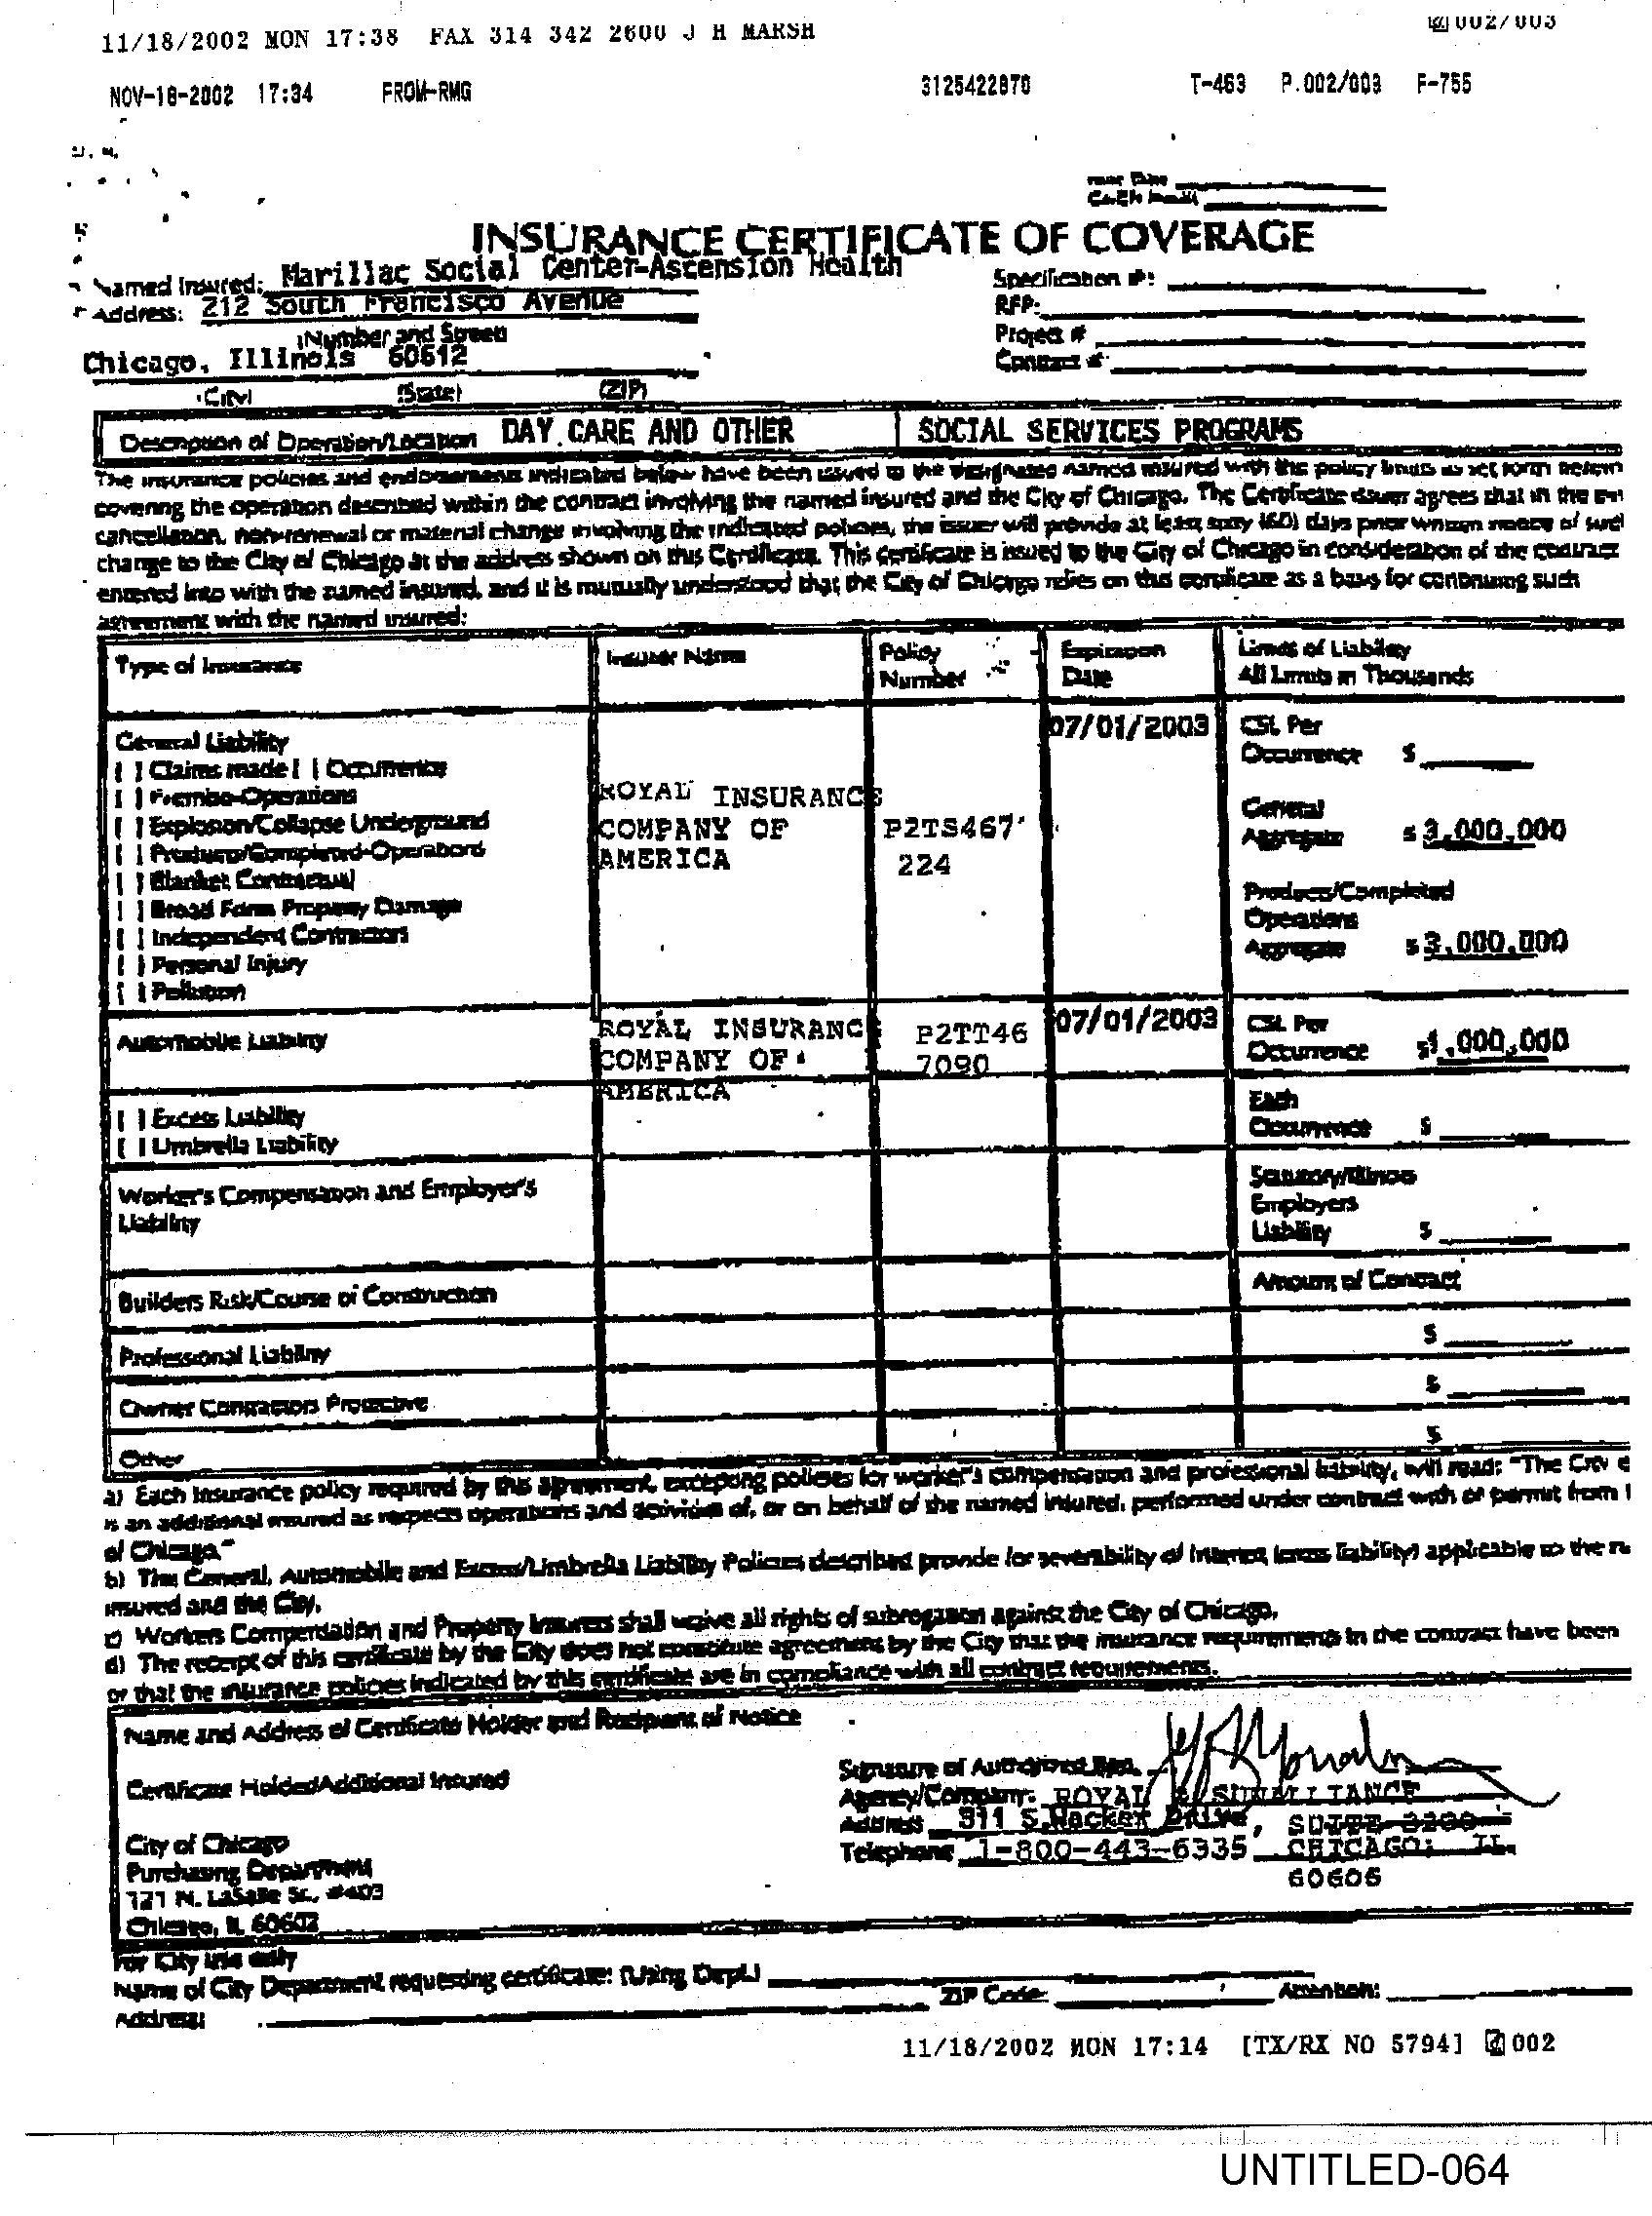 11/18/2002 MON 17:38 FAX 314 342 2600 J H MARSH 002/003
NOV-18-2002 17:34 FROM-RMG 3125422870 T-463 P.002/003 F-755
INSURANCE CERTIFICATE OF COVERAGE
Named Insured: Marillac Social Center-Ascension Health
Specification #:
Address: 212 South Francisco Avenue
RFP:
(Number and Street)
Project #
Chicago, Illinois 60612
Contract #:
(City) (State) (ZIP)
Description of Operation/Location DAY CARE AND OTHER SOCIAL SERVICES PROGRAMS
The insurance policies and endorsements indicated below have been issued to the designated named insured with the policy limits as set forth herein
covering the operation described within the contract involving the named insured and the City of Chicago. The Certificate issuer agrees that in the
cancellation, non-renewal or material change involving the indicated policies, the issuer will provide at least sixty (60) days prior written notice of such
change to the City of Chicago at the address shown on this Certificate. This certificate is issued to the City of Chicago in consideration of the contract
entered into with the named insured, and it is mutually understood that the City of Chicago relies on this certificate as a basis for continuing such
agreement with the named insured:
Type of Insurance
Insurer Name
Policy Number
Expiration Date
Limits of Liability
All Limits in Thousands
General Liability
[ ] Claims made [ ] Occurrence
[ ] Premise-Operations
[ ] Explosion/Collapse Underground
[ ] Products/Completed-Operations
[ ] Blanket Contractual
[ ] Broad Form Property Damage
[ ] Independent Contractors
[ ] Personal Injury
[ ] Pollution
ROYAL INSURANCE
COMPANY OF
AMERICA
P2TS467
224
07/01/2003
CSL Per
Occurrence $
General
Aggregate $ 3,000,000
Products/Completed
Operations
Aggregate $ 3,000,000
Automobile Liability
ROYAL INSURANCE
COMPANY OF
AMERICA
P2TT46
7090
07/01/2003
CSL Per
Occurrence $1,000,000
[ ] Excess Liability
[ ] Umbrella Liability
Each
Occurrence $
Worker's Compensation and Employer's
Liability
Statutory/Illinois
Employers
Liability $
Builders Risk/Course of Construction
Amount of Contract
Professional Liability
$
Owner Contractors Protective
$
Other
$
a) Each Insurance policy required by this agreement, excepting policies for worker's compensation and professional liability, will read: "The City
is an additional insured as respects operations and activities of, or on behalf of the named insured, performed under contract with or permit from
of Chicago."
b) The General, Automobile and Excess/Umbrella Liability Policies described provide for severability of Interest (cross liability) applicable to the
insured and the City.
c) Workers Compensation and Property Insurers shall waive all rights of subrogation against the City of Chicago.
d) The receipt of this certificate by the City does not constitute agreement by the City that the insurance requirements in the contract have been
or that the insurance policies indicated by this certificate are in compliance with all contract requirements.
Name and Address of Certificate Holder and Recipient of Notice
Certificate Holder/Additional Insured
City of Chicago
Purchasing Department
121 N. LaSalle St., #403
Chicago, IL 60602
Signature of Authorized Rep.
Agency/Company: ROYAL & SUNALLIANCE
Address 311 S. Wacker Drive, SUITE 3200
Telephone 1-800-443-6335 CHICAGO, IL.
60606
For City use only
Name of City Department requesting certificate: (Using Dept.)
Address: ZIP Code: Attention:
11/18/2002 MON 17:14 [TX/RX NO 5794] 002
UNTITLED-064